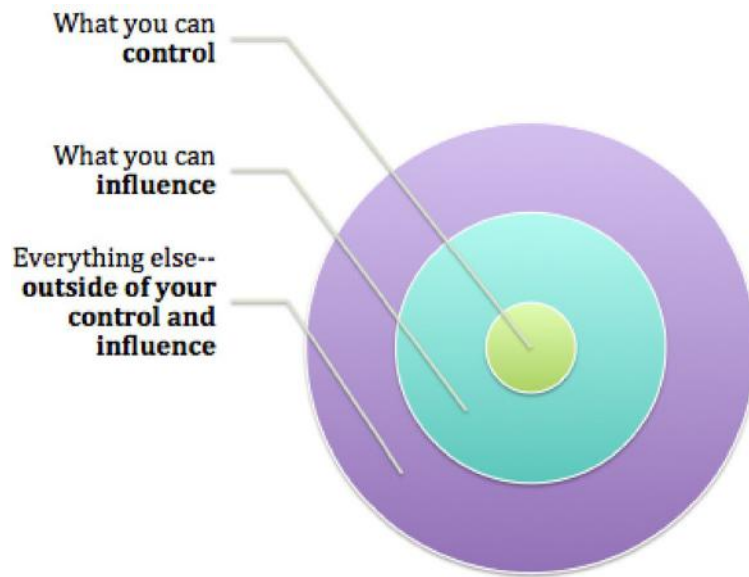 What you can
control
What you can
influence
Everything else--
outside of your
control and
influence